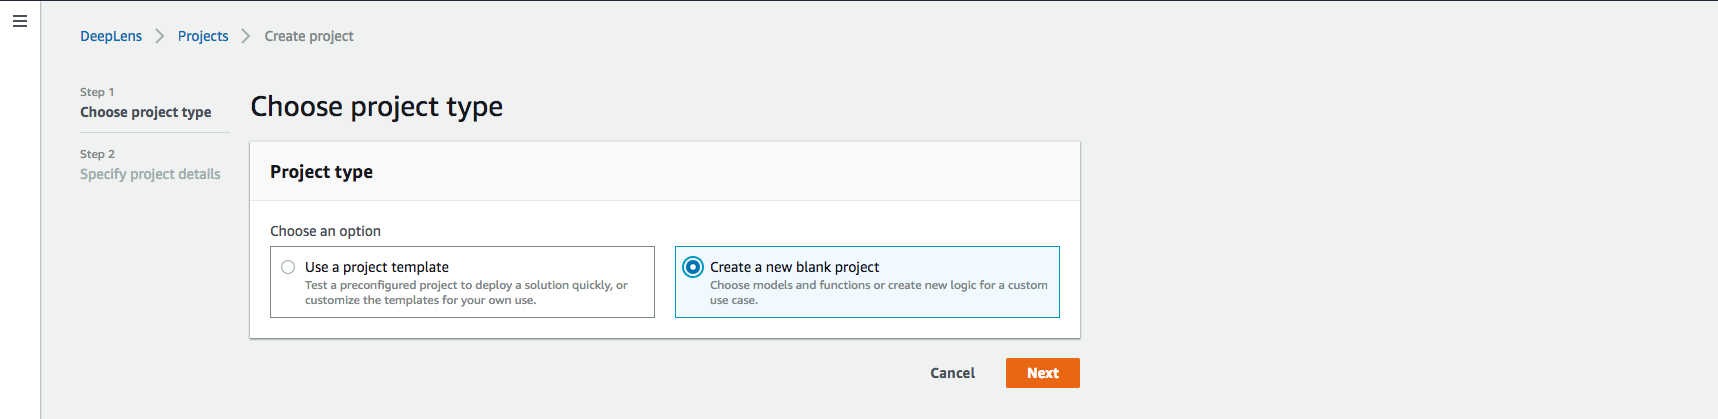 DeepLens
Projects
Create project
Step 1
Choose project type
Step 2
Specify project details
Choose project type
Project type
Choose an option
Use a project template
Test a preconfigured project to deploy a solution quickly, or
customize the templates for your own use.
Create a new blank project
Choose models and functions or create new logic for a custom
use case.
Cancel
Next